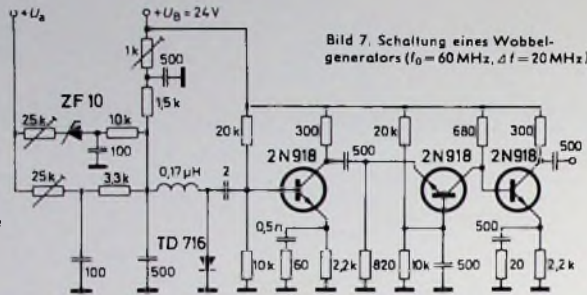 +Ua
+UB = 24V
1k
500
Bild 7. Schaltung eines Wobbel-
generators (f0 = 60 MHz, Δf = 20 MHz)
ZF 10
1,5k
25k
10k
100
20k
300
20k
680
300
2N918
500
2N918
2N918
500
25k
3,3k
0,17µH
2
TD 716
0,5n
500
100
500
10k
60
2,2k
820
10k
500
20
2,2k